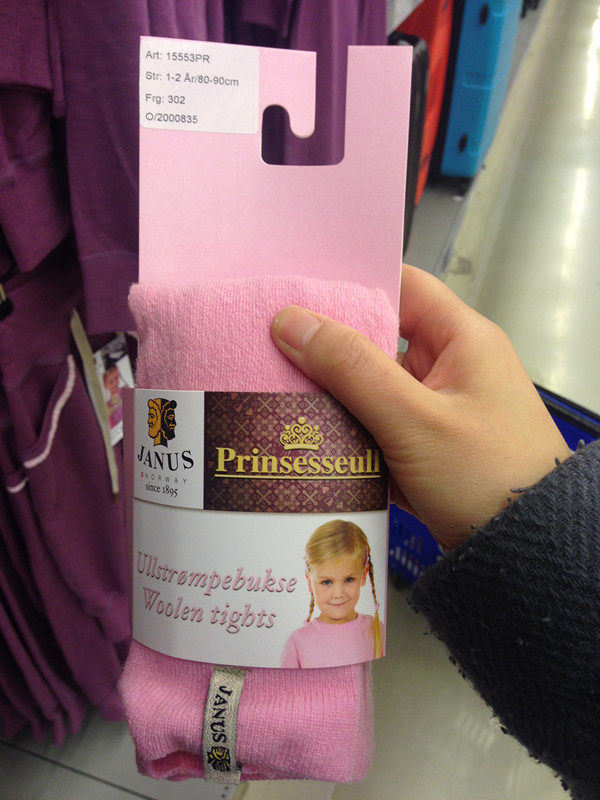 Art: 15553PR
Str: 1-2 År/80-90cm
Frg: 302
O/2000835
JANUS
NORWAY
since 1895
Prinsesseull
Ullstrømpebukse
Woolen tights
JANUS